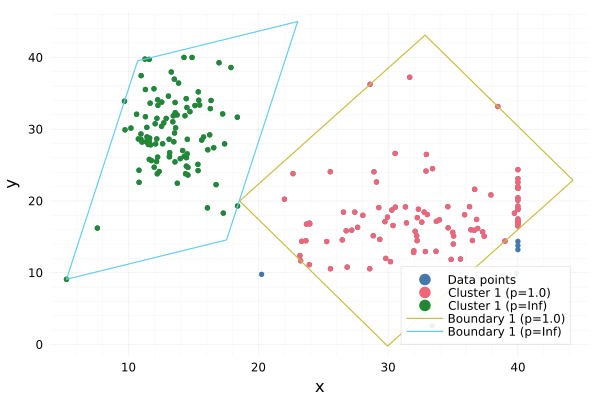 40
30
20
10
0
y
Data points
Cluster 1 (p=1.0)
Cluster 1 (p=Inf)
Boundary 1 (p=1.0)
Boundary 1 (p=Inf)
10
20
30
40
x